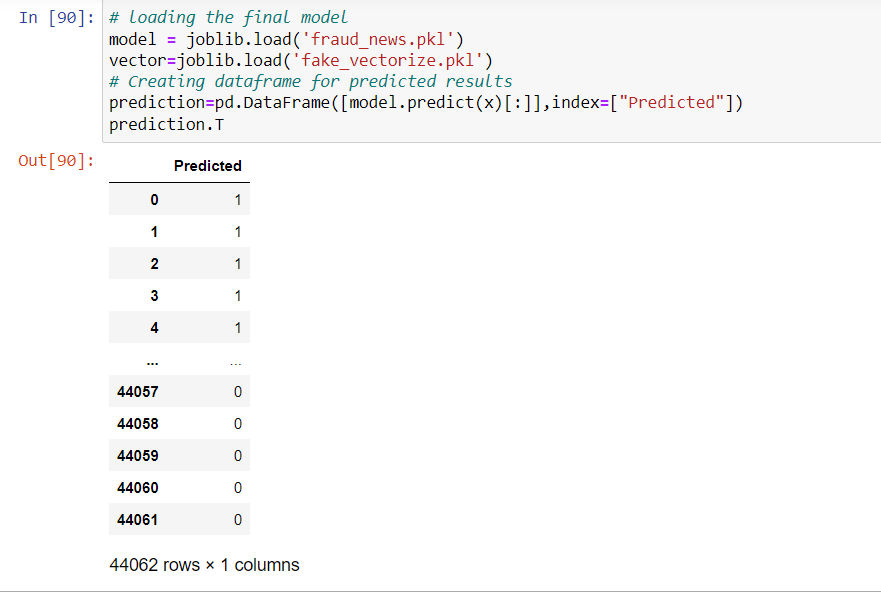 In [90]: # loading the final model
model = joblib.load('fraud_news.pkl')
vector=joblib.load('fake_vectorize.pkl')
# Creating dataframe for predicted results
prediction=pd.DataFrame([model.predict(x)[:]],index=["Predicted"])
prediction.T
Out[90]:
Predicted
0 1
1 1
2 1
3 1
4 1
... ...
44057 0
44058 0
44059 0
44060 0
44061 0
44062 rows × 1 columns